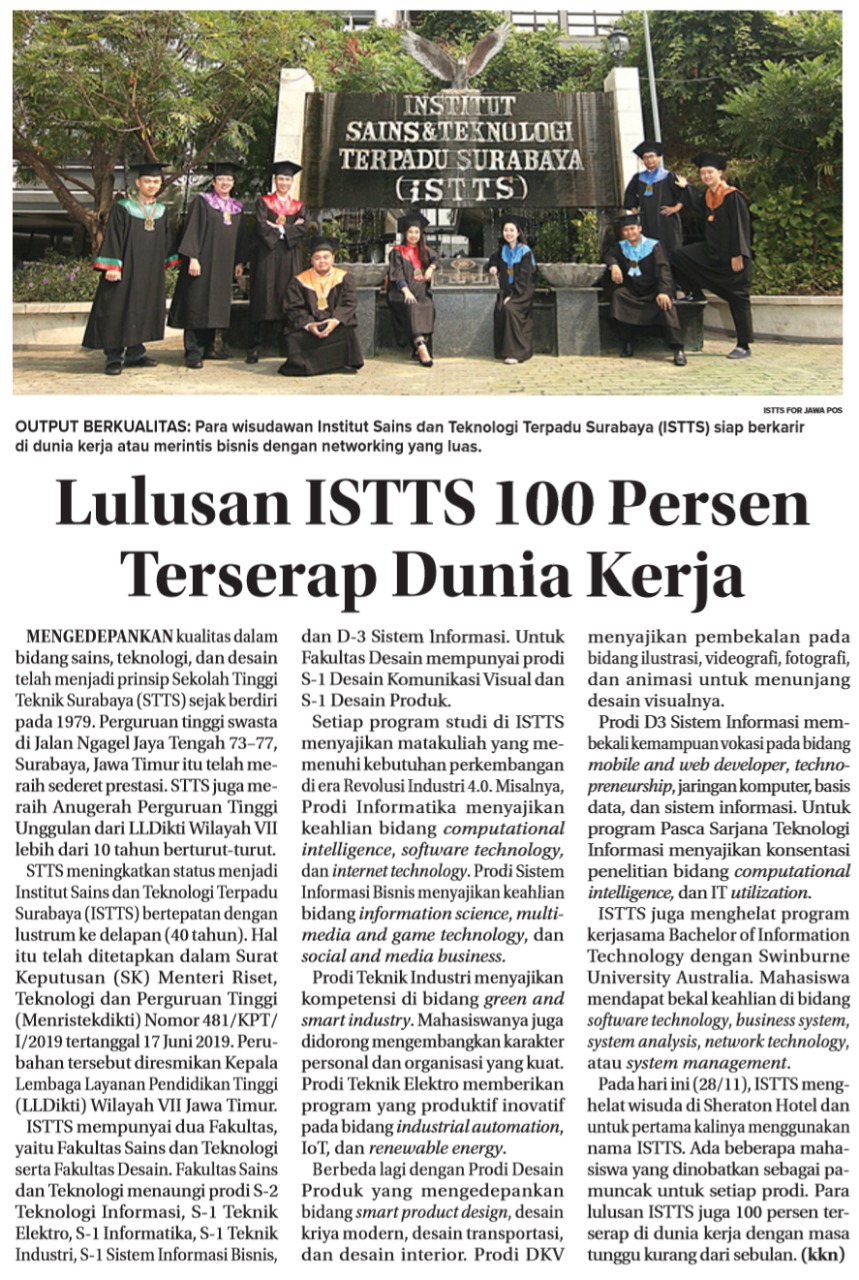 INSTITUT
SAINS&TEKNOLOGI
TERPADU SURABAYA
(iSTTS)
ISTTS FOR JAWA POS
OUTPUT BERKUALITAS: Para wisudawan Institut Sains dan Teknologi Terpadu Surabaya (ISTTS) siap berkarir
di dunia kerja atau merintis bisnis dengan networking yang luas.
Lulusan ISTTS 100 Persen
Terserap Dunia Kerja
MENGEDEPANKAN kualitas dalam
bidang sains, teknologi, dan desain
telah menjadi prinsip Sekolah Tinggi
Teknik Surabaya (STTS) sejak berdiri
pada 1979. Perguruan tinggi swasta
di Jalan Ngagel Jaya Tengah 73–77,
Surabaya, Jawa Timur itu telah me-
raih sederet prestasi. STTS juga me-
raih Anugerah Perguruan Tinggi
Unggulan dari LLDikti Wilayah VII
lebih dari 10 tahun berturut-turut.
STTS meningkatkan status menjadi
Institut Sains dan Teknologi Terpadu
Surabaya (ISTTS) bertepatan dengan
lustrum ke delapan (40 tahun). Hal
itu telah ditetapkan dalam Surat
Keputusan (SK) Menteri Riset,
Teknologi dan Perguruan Tinggi
(Menristekdikti) Nomor 481/KPT/
I/2019 tertanggal 17 Juni 2019. Peru-
bahan tersebut diresmikan Kepala
Lembaga Layanan Pendidikan Tinggi
(LLDikti) Wilayah VII Jawa Timur.
ISTTS mempunyai dua Fakultas,
yaitu Fakultas Sains dan Teknologi
serta Fakultas Desain. Fakultas Sains
dan Teknologi menaungi prodi S-2
Teknologi Informasi, S-1 Teknik
Elektro, S-1 Informatika, S-1 Teknik
Industri, S-1 Sistem Informasi Bisnis,
dan D-3 Sistem Informasi. Untuk
Fakultas Desain mempunyai prodi
S-1 Desain Komunikasi Visual dan
S-1 Desain Produk.
Setiap program studi di ISTTS
menyajikan matakuliah yang me-
menuhi kebutuhan perkembangan
di era Revolusi Industri 4.0. Misalnya,
Prodi Informatika menyajikan
keahlian bidang computational
intelligence, software technology,
dan internet technology. Prodi Sistem
Informasi Bisnis menyajikan keahlian
bidang information science, multi-
media and game technology, dan
social and media business.
Prodi Teknik Industri menyajikan
kompetensi di bidang green and
smart industry. Mahasiswanya juga
didorong mengembangkan karakter
personal dan organisasi yang kuat.
Prodi Teknik Elektro memberikan
program yang produktif inovatif
pada bidang industrial automation,
IoT, dan renewable energy.
Berbeda lagi dengan Prodi Desain
Produk yang mengedepankan
bidang smart product design, desain
kriya modern, desain transportasi,
dan desain interior. Prodi DKV
menyajikan pembekalan pada
bidang ilustrasi, videografi, fotografi,
dan animasi untuk menunjang
desain visualnya.
Prodi D3 Sistem Informasi mem-
bekali kemampuan vokasi pada bidang
mobile and web developer, techno-
preneurship, jaringan komputer, basis
data, dan sistem informasi. Untuk
program Pasca Sarjana Teknologi
Informasi menyajikan konsentasi
penelitian bidang computational
intelligence, dan IT utilization.
ISTTS juga menghelat program
kerjasama Bachelor of Information
Technology dengan Swinburne
University Australia. Mahasiswa
mendapat bekal keahlian di bidang
software technology, business system,
system analysis, network technology,
atau system management.
Pada hari ini (28/11), ISTTS meng-
helat wisuda di Sheraton Hotel dan
untuk pertama kalinya menggunakan
nama ISTTS. Ada beberapa maha-
siswa yang dinobatkan sebagai pa-
muncak untuk setiap prodi. Para
lulusan ISTTS juga 100 persen ter-
serap di dunia kerja dengan masa
tunggu kurang dari sebulan. (kkn)